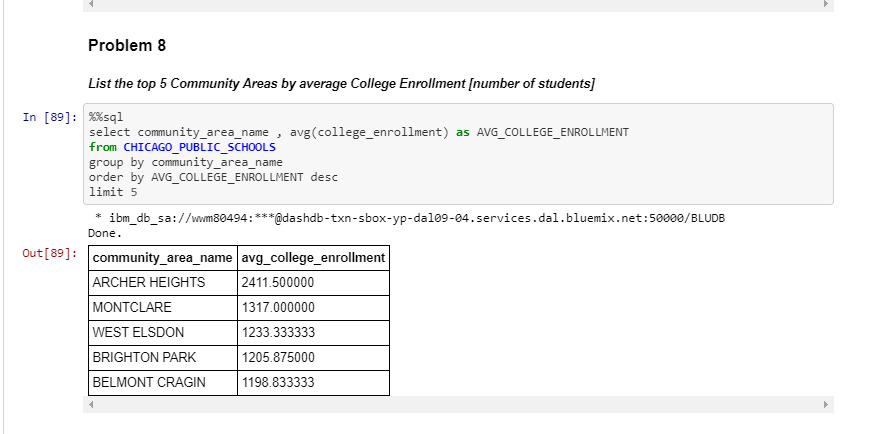 Problem 8
List the top 5 Community Areas by average College Enrollment [number of students]
In [89]: %%sql
select community_area_name , avg(college_enrollment) as AVG_COLLEGE_ENROLLMENT
from CHICAGO_PUBLIC_SCHOOLS
group by community_area_name
order by AVG_COLLEGE_ENROLLMENT desc
limit 5
* ibm_db_sa://wwm80494:***@dashdb-txn-sbox-yp-dal09-04.services.dal.bluemix.net:50000/BLUDB
Done.
Out[89]: community_area_name avg_college_enrollment
ARCHER HEIGHTS 2411.500000
MONTCLARE 1317.000000
WEST ELSDON 1233.333333
BRIGHTON PARK 1205.875000
BELMONT CRAGIN 1198.833333